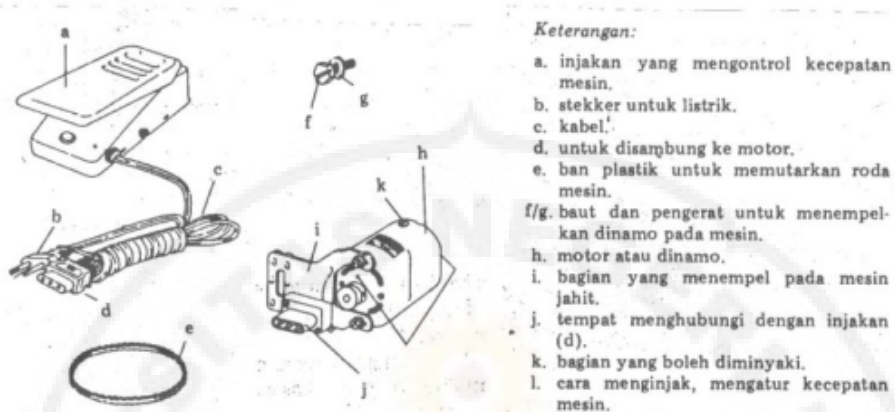 a
f
g
h
k
c
b
i
d
e
j
Keterangan:
a. injakan yang mengontrol kecepatan
mesin.
b. stekker untuk listrik.
c. kabel.
d. untuk disambung ke motor.
e. ban plastik untuk memutarkan roda
mesin.
f/g. baut dan pengerat untuk menempel-
kan dinamo pada mesin.
h. motor atau dinamo.
i. bagian yang menempel pada mesin
jahit.
j. tempat menghubungi dengan injakan
(d).
k. bagian yang boleh diminyaki.
l. cara menginjak, mengatur kecepatan
mesin.